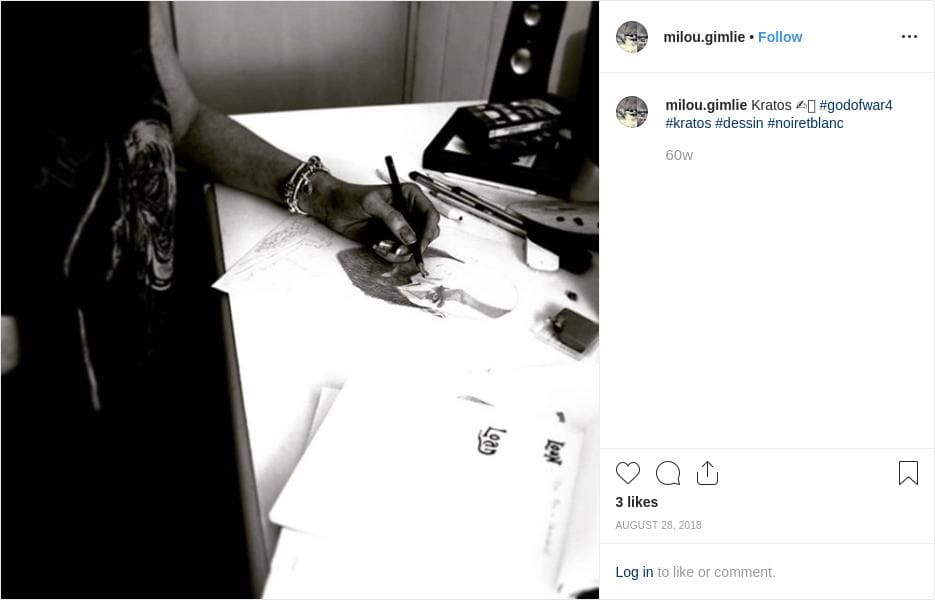 milou.gimlie • Follow
milou.gimlie Kratos ✍️ #godofwar4
#kratos #dessin #noiretblanc
60w
3 likes
AUGUST 28, 2018
Log in to like or comment.